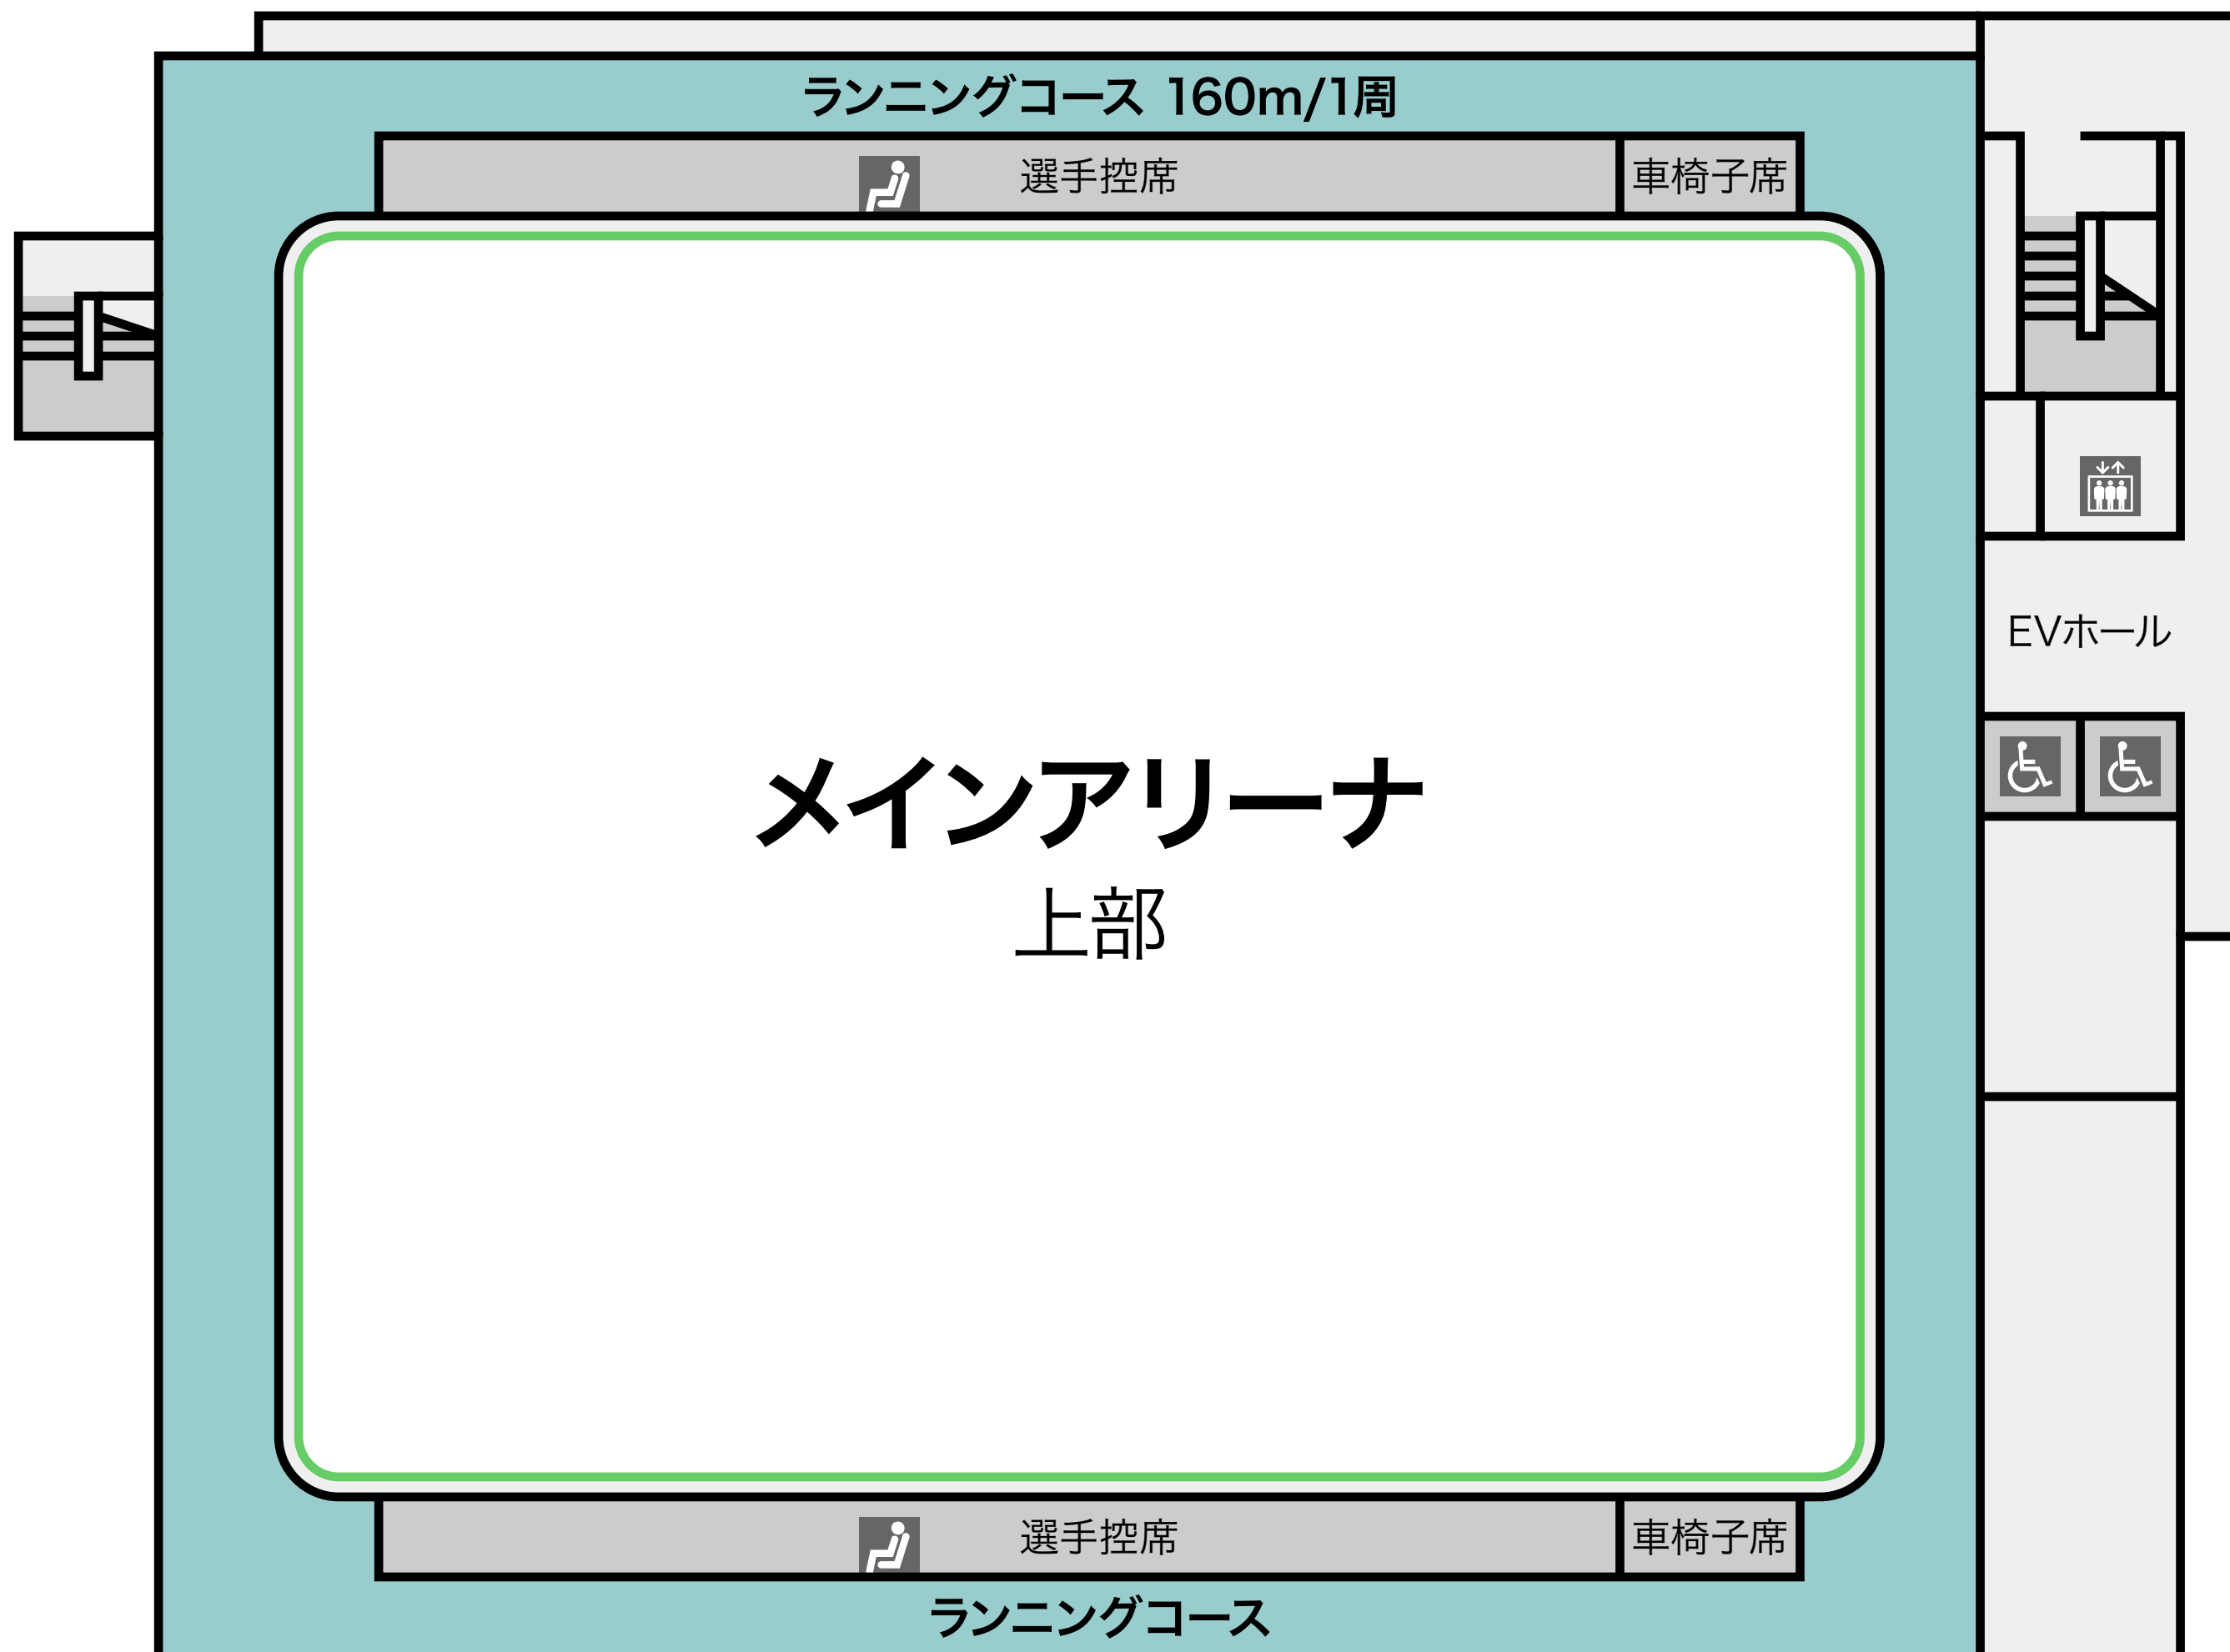 ランニングコース 160m/1周
選手控席
車椅子席
EVホール
メインアリーナ
上部
選手控席
車椅子席
ランニングコース